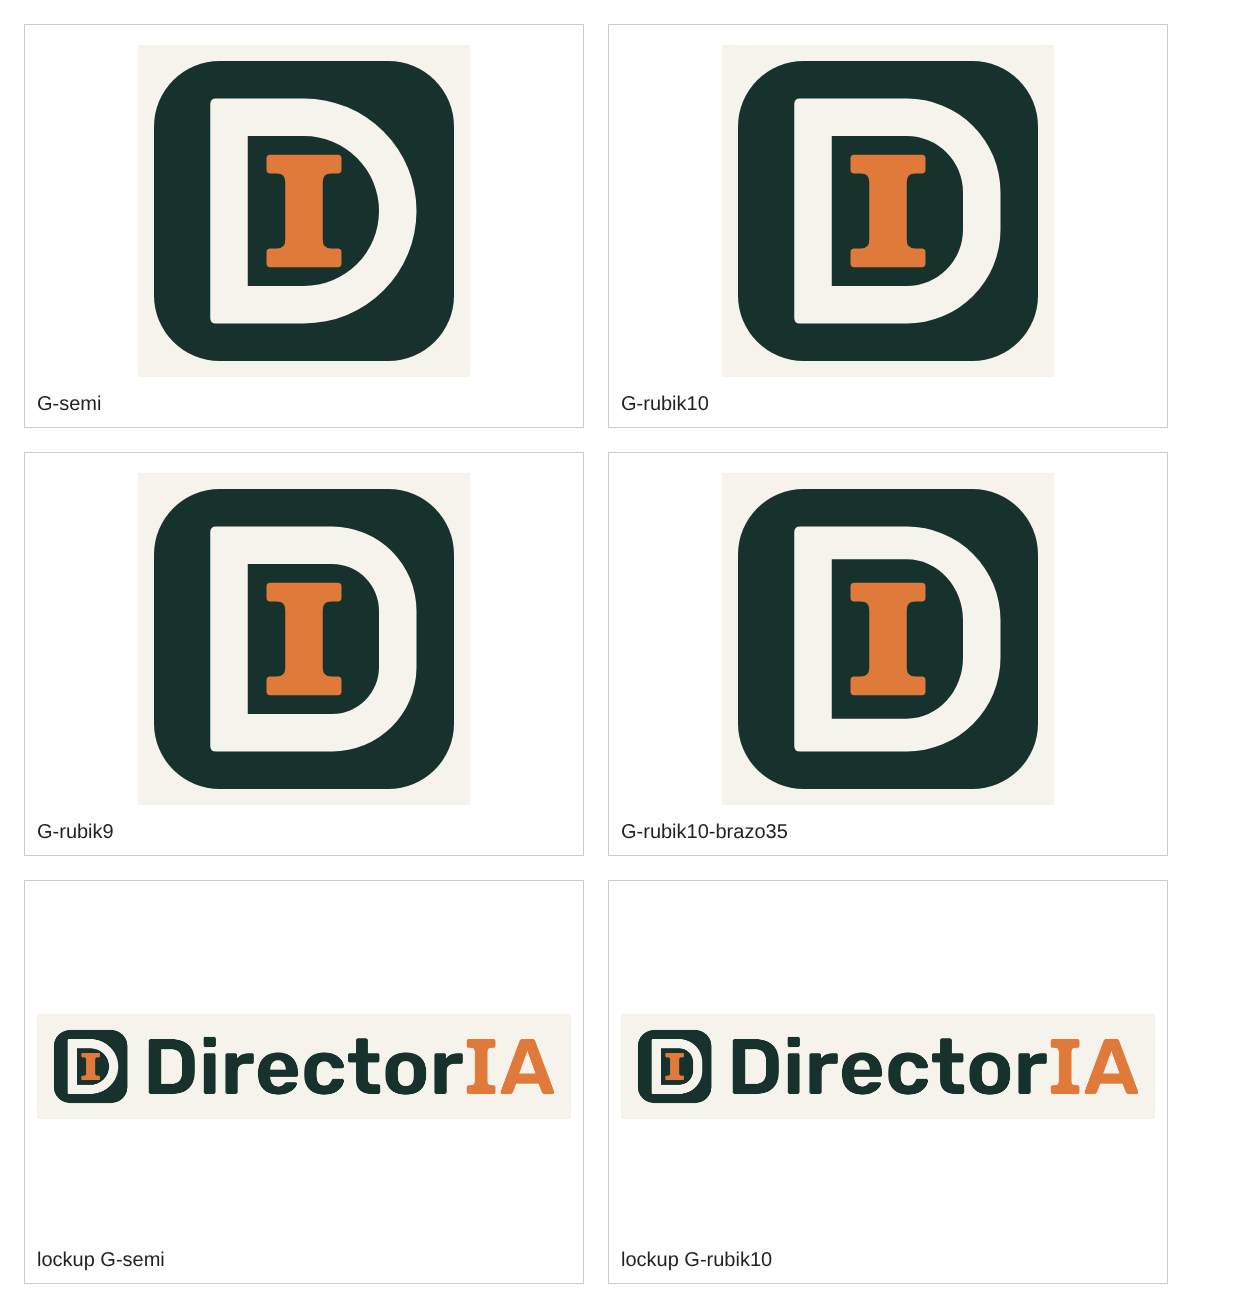 D I
G-semi
D I
G-rubik10
D I
G-rubik9
D I
G-rubik10-brazo35
D I DirectorIA
lockup G-semi
D I DirectorIA
lockup G-rubik10